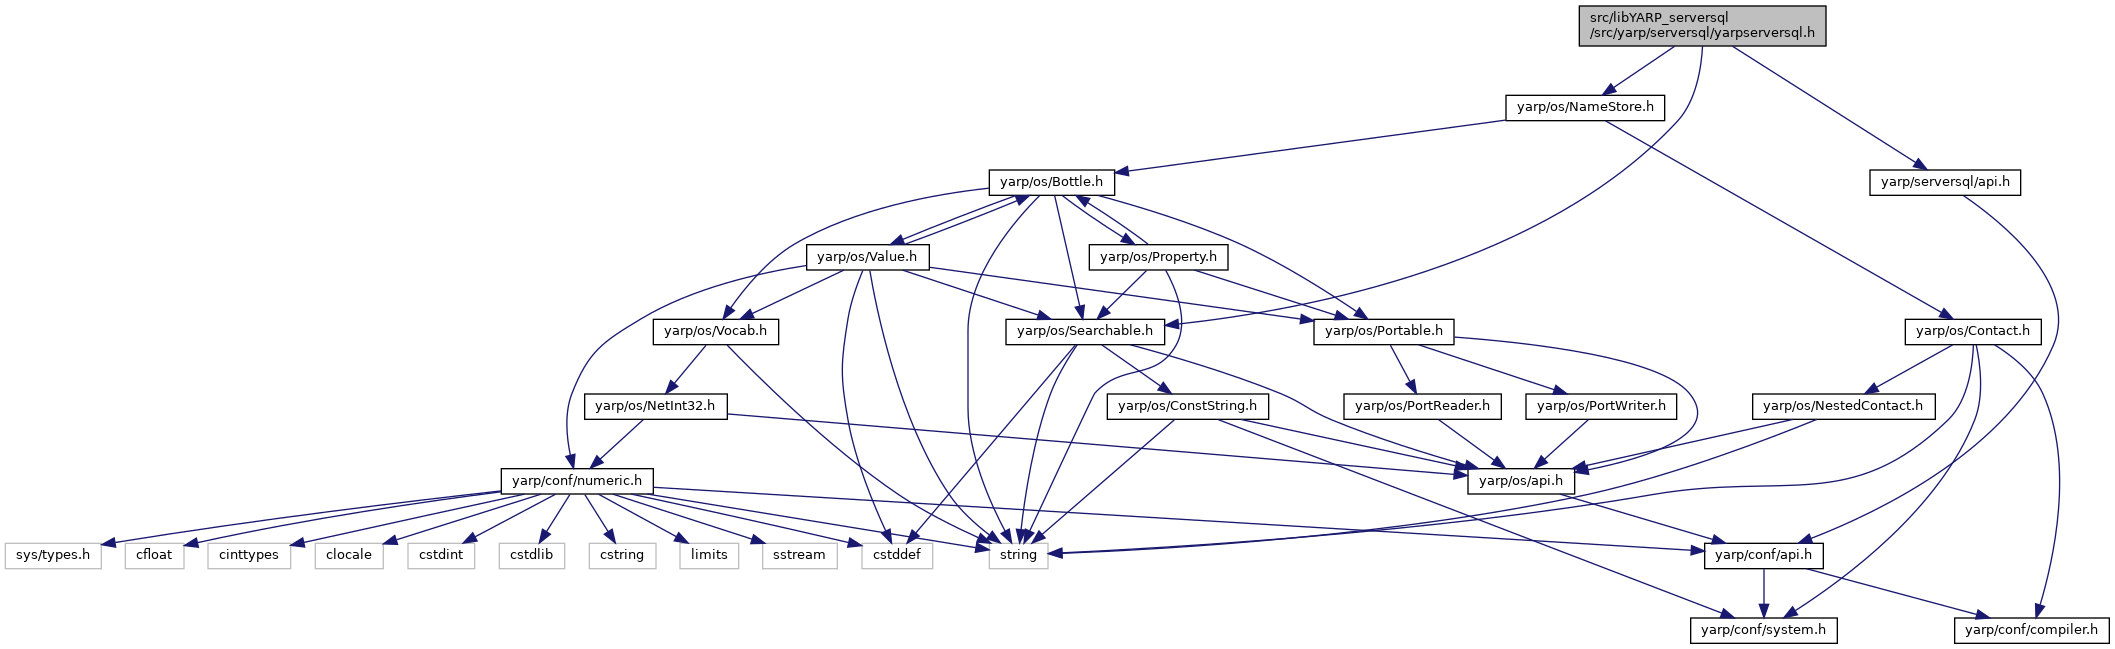 src/libYARP_serversql
/src/yarp/serversql/yarpserversql.h
yarp/os/NameStore.h
yarp/os/Bottle.h
yarp/serversql/api.h
yarp/os/Value.h
yarp/os/Property.h
yarp/os/Vocab.h
yarp/os/Searchable.h
yarp/os/Portable.h
yarp/os/Contact.h
yarp/os/NetInt32.h
yarp/os/ConstString.h
yarp/os/PortReader.h
yarp/os/PortWriter.h
yarp/os/NestedContact.h
yarp/conf/numeric.h
yarp/os/api.h
sys/types.h
cfloat
cinttypes
clocale
cstdint
cstdlib
cstring
limits
sstream
cstddef
string
yarp/conf/api.h
yarp/conf/system.h
yarp/conf/compiler.h